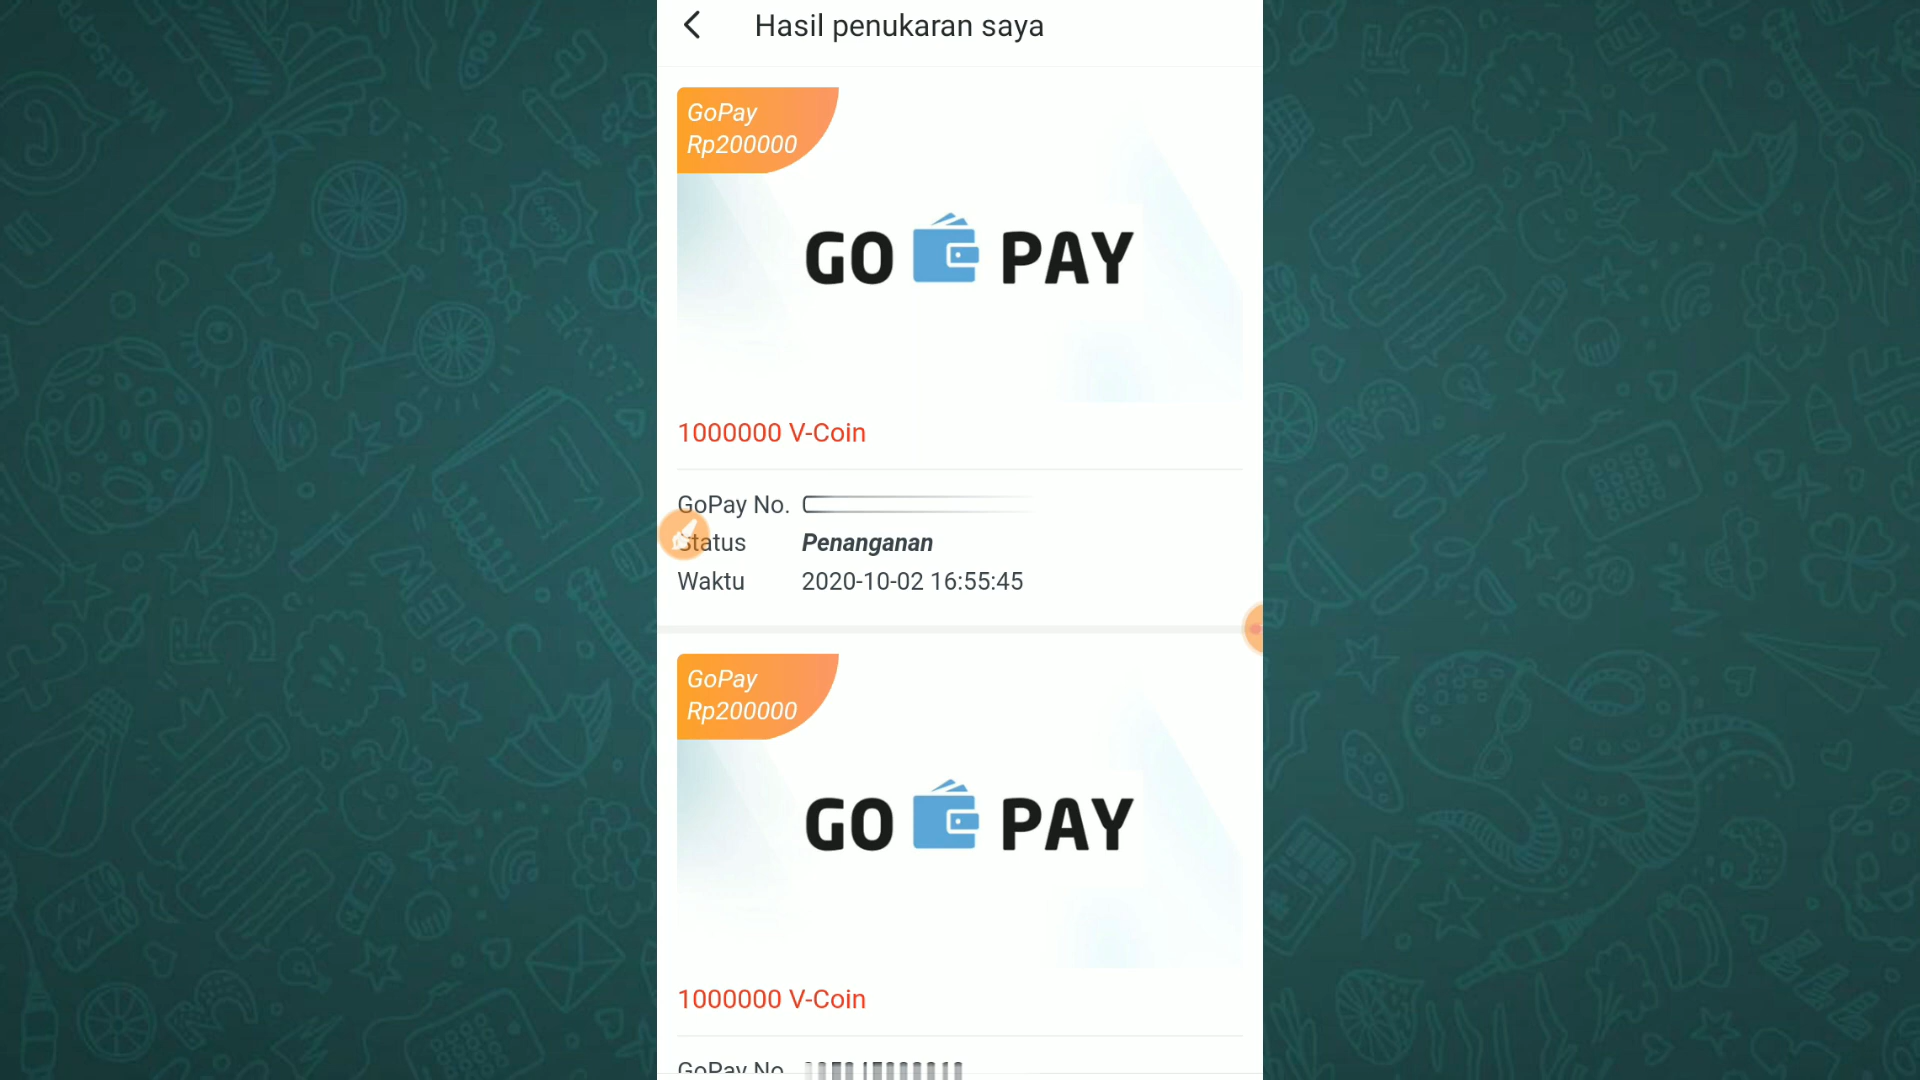 Hasil penukaran saya
GoPay
Rp200000
GO PAY
1000000 V-Coin
GoPay No.
Status Penanganan
Waktu 2020-10-02 16:55:45
GoPay
Rp200000
GO PAY
1000000 V-Coin
GoPay No.